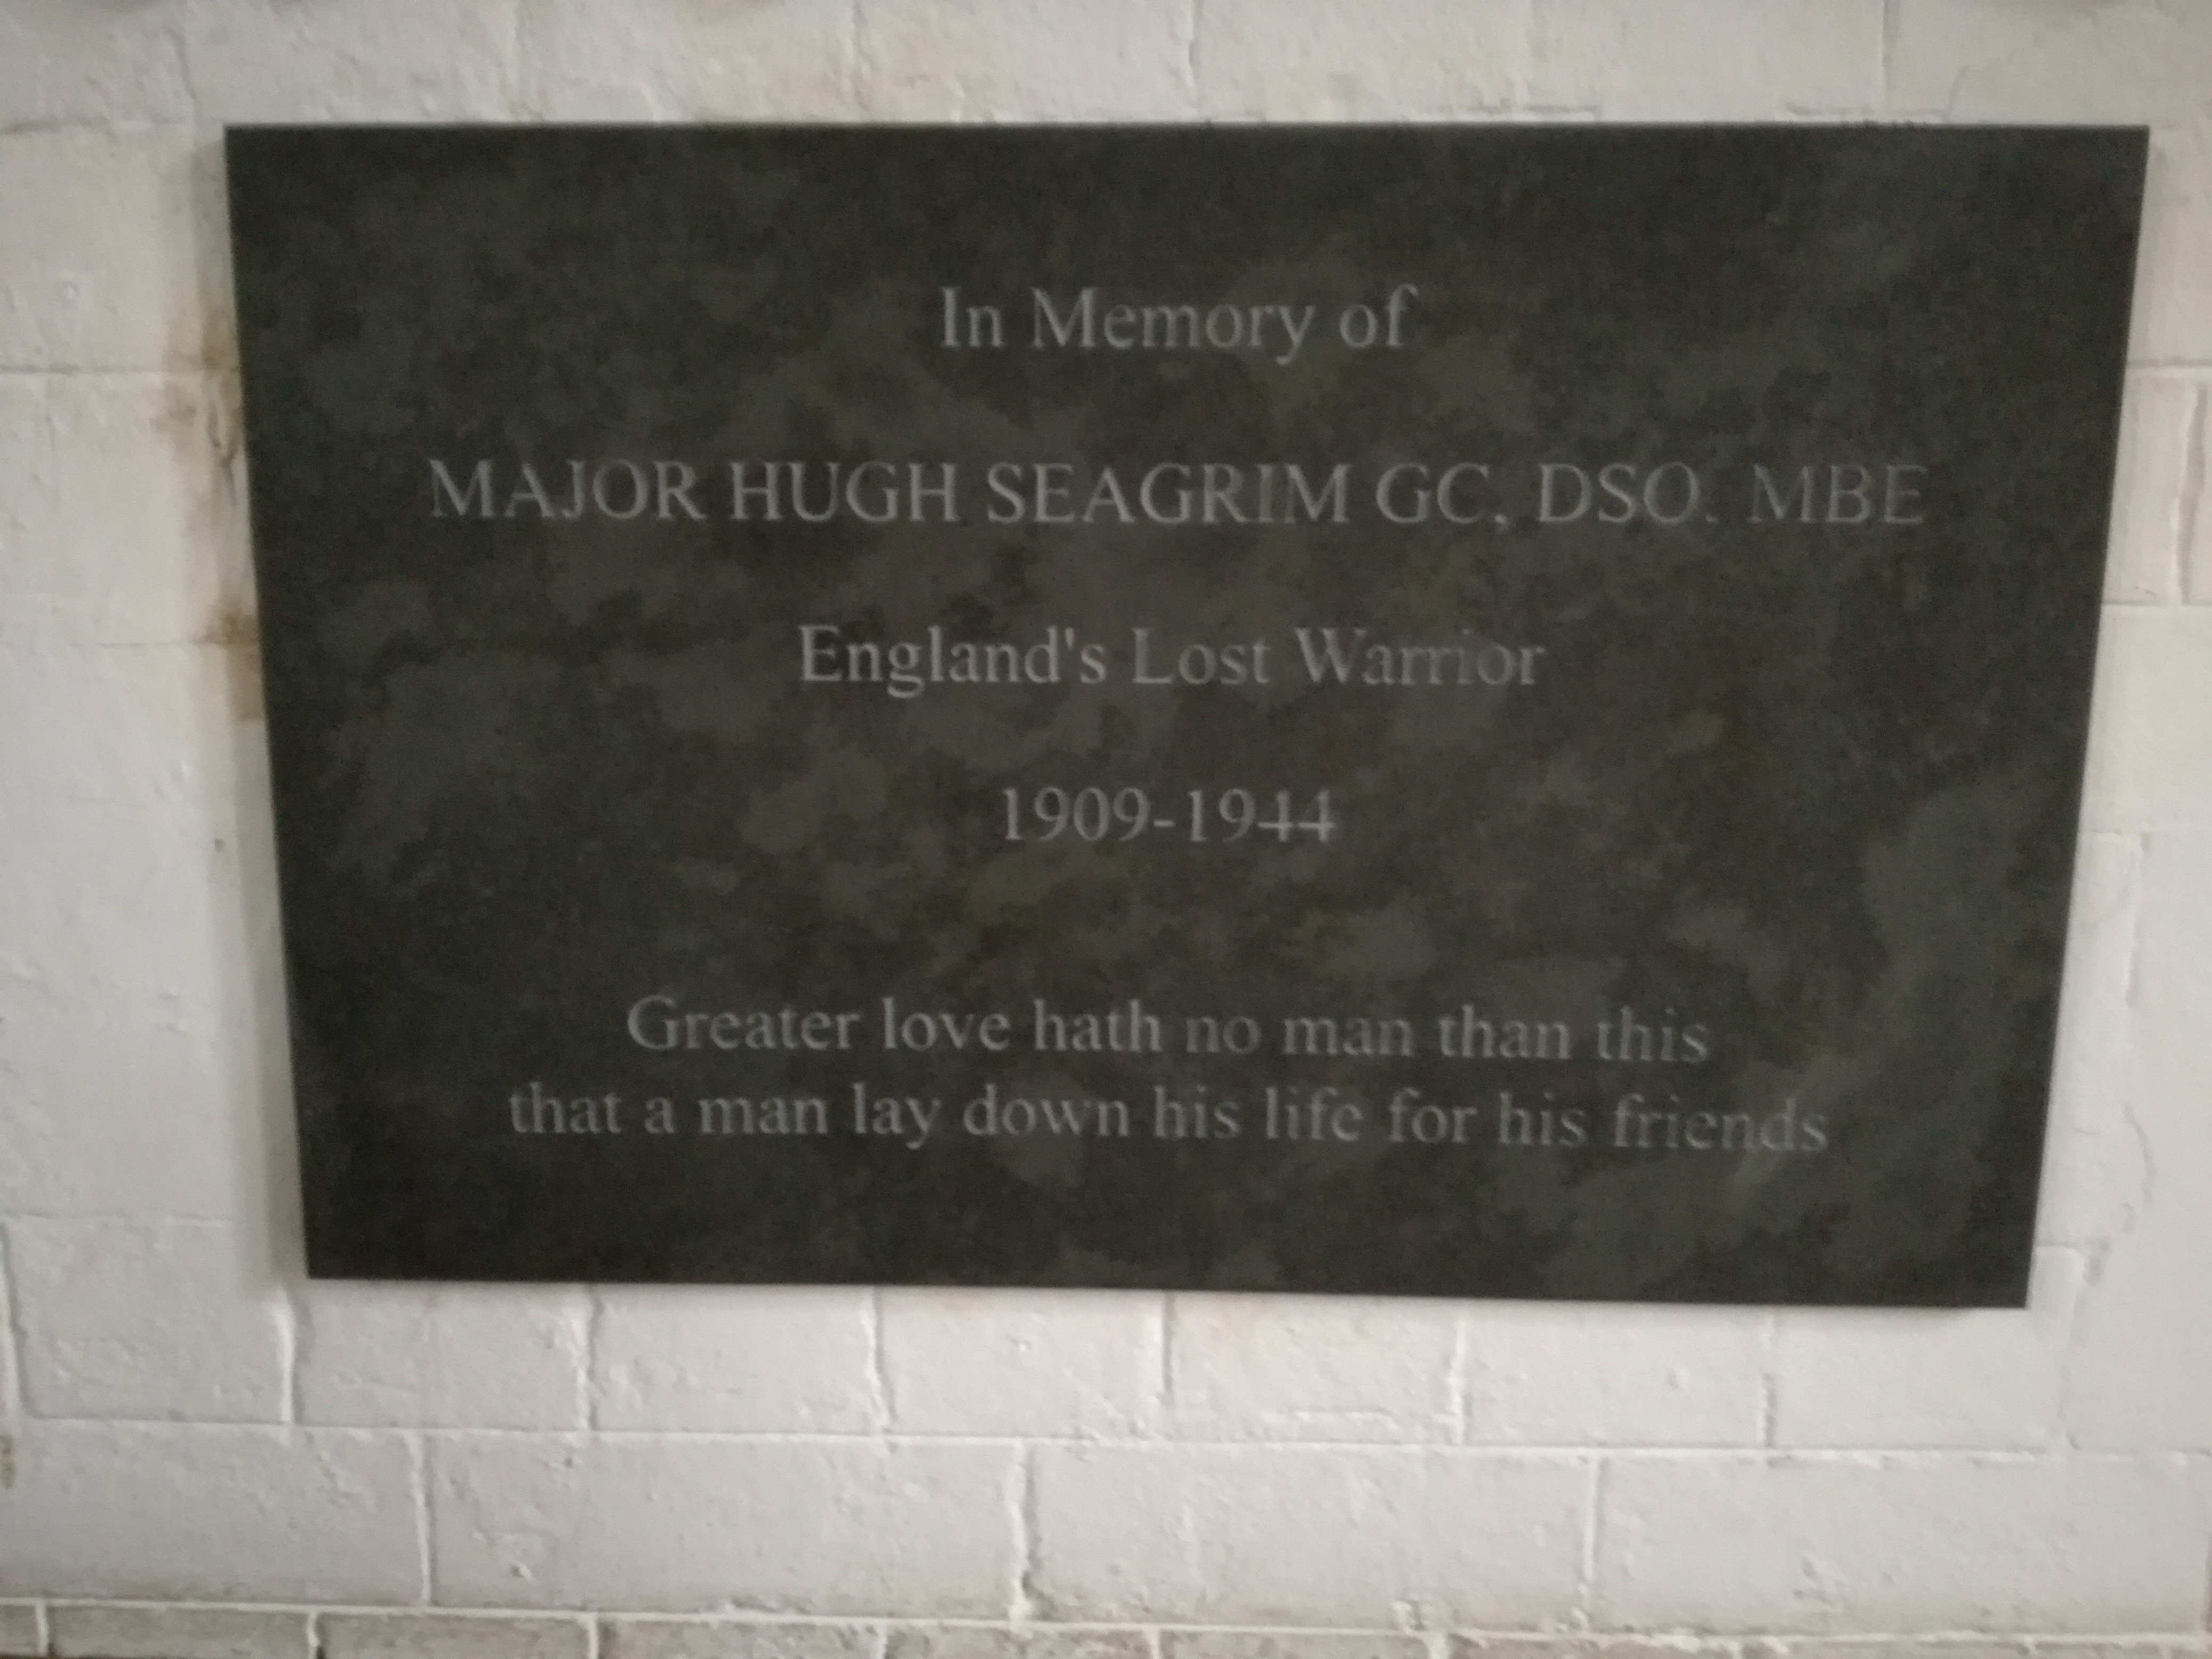 In Memory of
MAJOR HUGH SEAGRIM GC, DSO, MBE
England's Lost Warrior
1909-1944
Greater love hath no man than this
that a man lay down his life for his friends